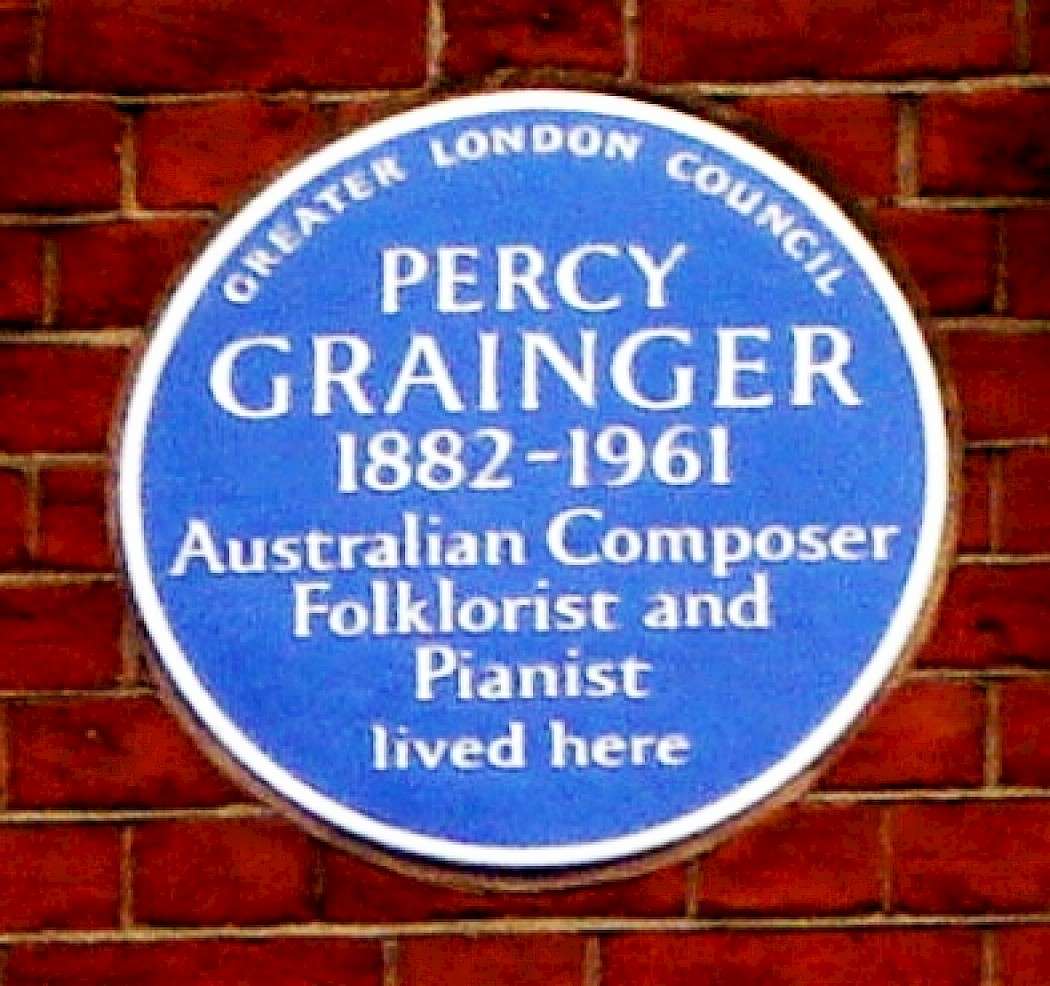 GREATER LONDON COUNCIL
PERCY
GRAINGER
1882-1961
Australian Composer
Folklorist and
Pianist
lived here